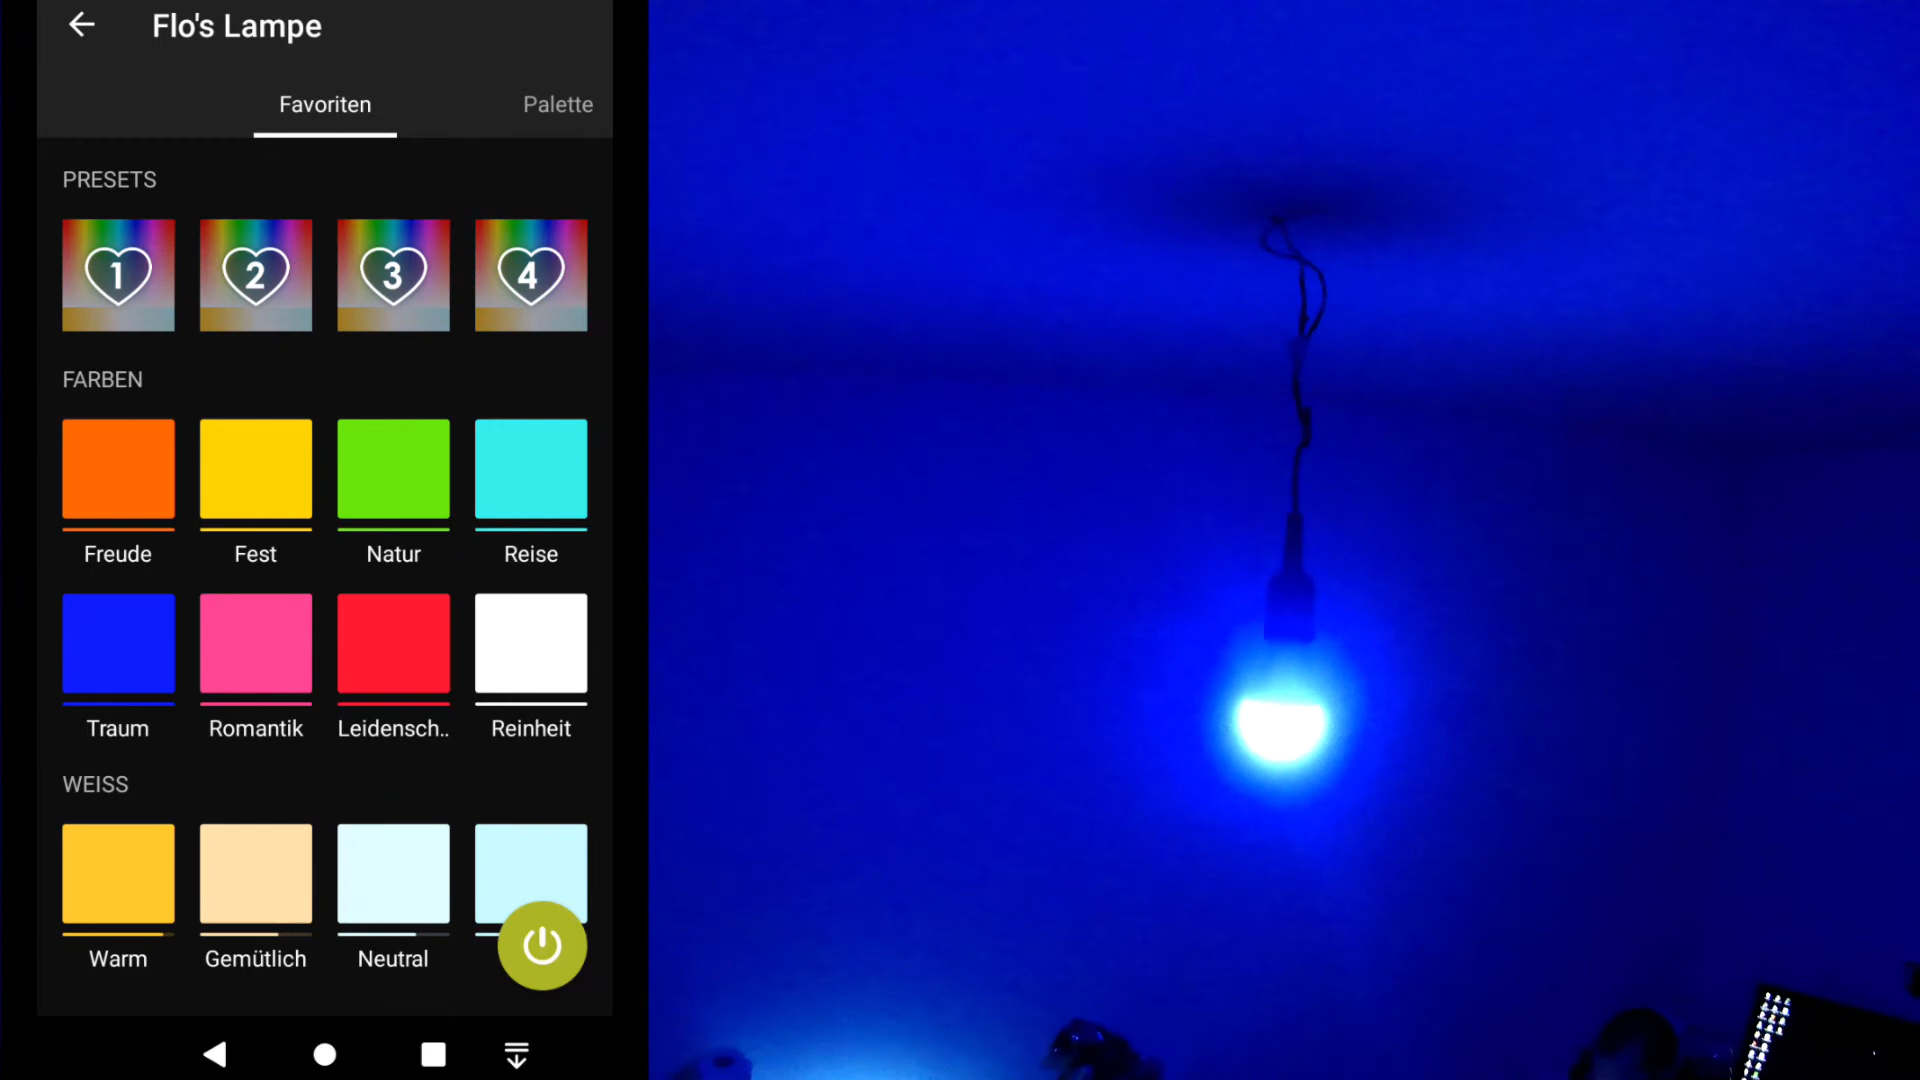 Flo's Lampe
Favoriten Palette
PRESETS
1 2 3 4
FARBEN
Freude Fest Natur Reise
Traum Romantik Leidensch.. Reinheit
WEISS
Warm Gemütlich Neutral